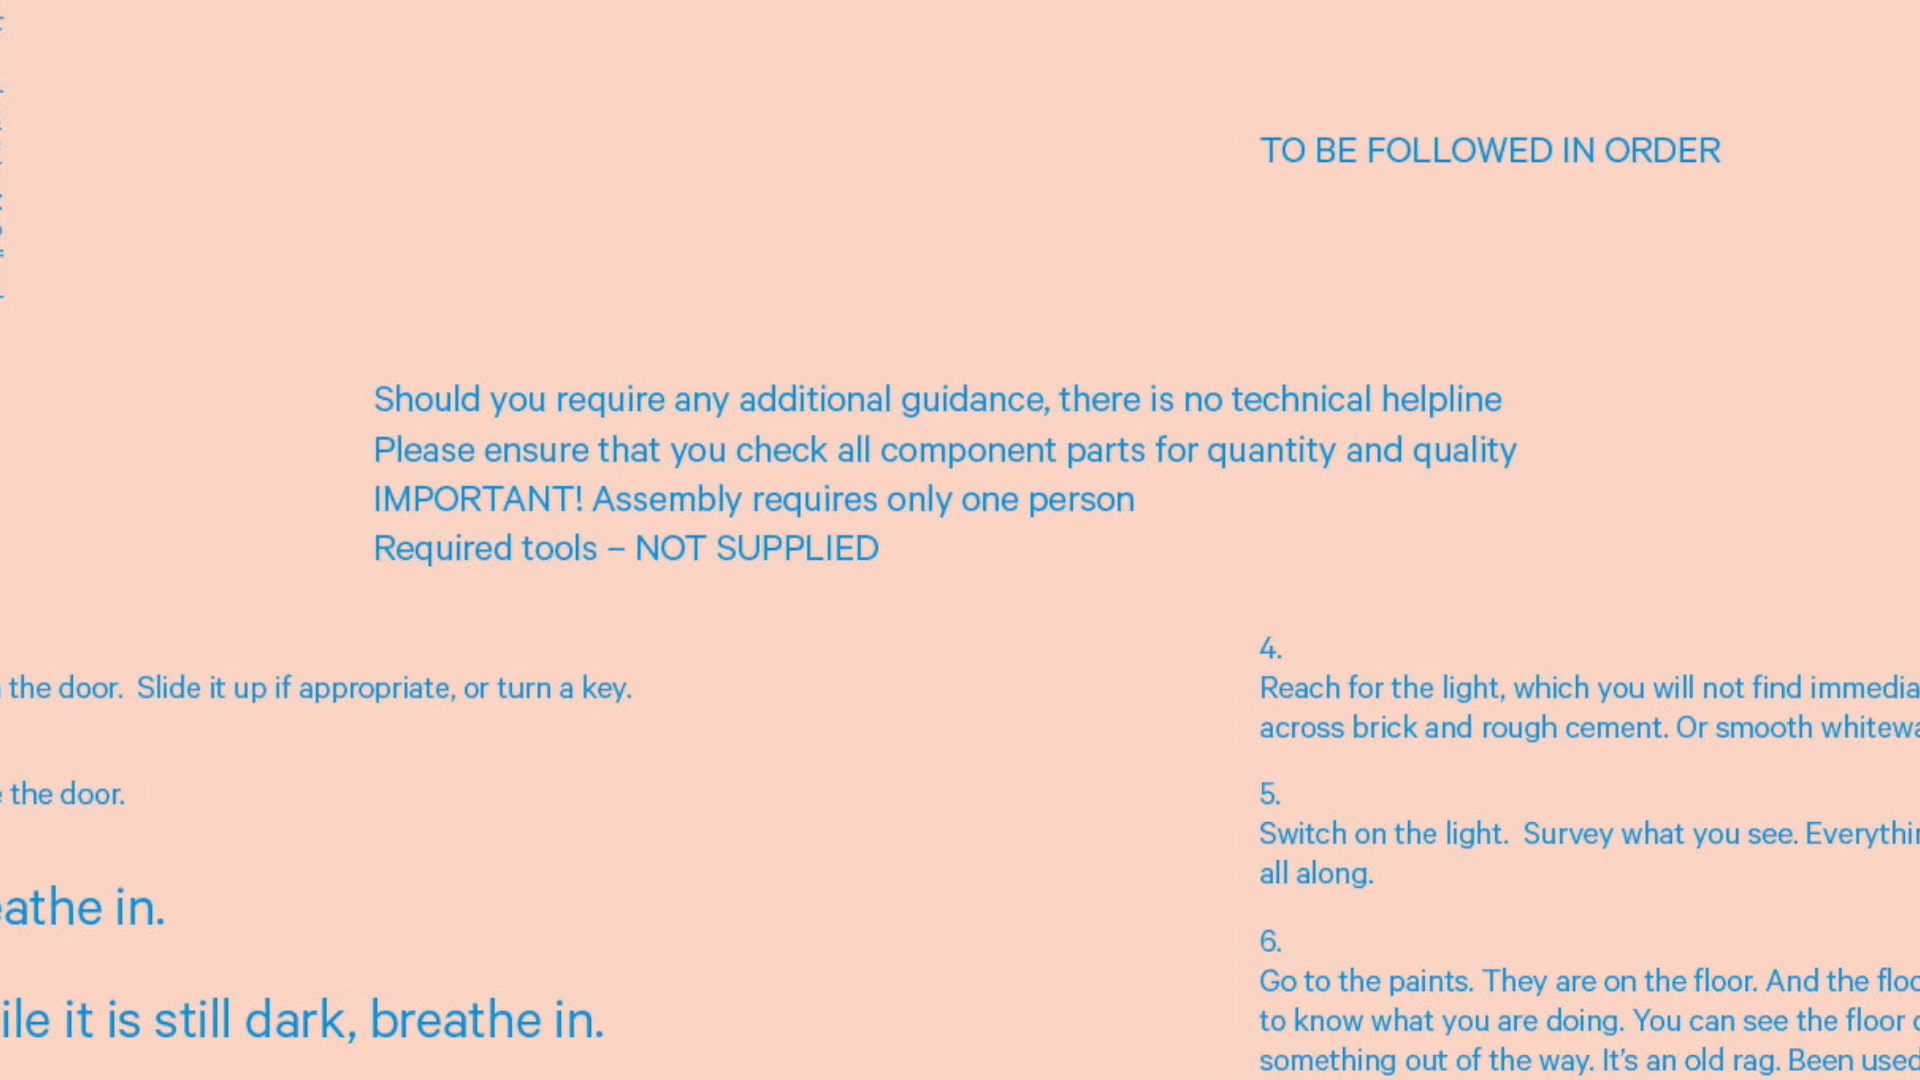 TO BE FOLLOWED IN ORDER
Should you require any additional guidance, there is no technical helpline
Please ensure that you check all component parts for quantity and quality
IMPORTANT! Assembly requires only one person
Required tools – NOT SUPPLIED
the door. Slide it up if appropriate, or turn a key.
the door.
in.
it is still dark, breathe in.
4.
Reach for the light, which you will not find
across brick and rough cement. Or smooth
5.
Switch on the light. Survey what you see.
all along.
6.
Go to the paints. They are on the floor. And the
to know what you are doing. You can see the floor
something out of the way. It’s an old rag. Been used